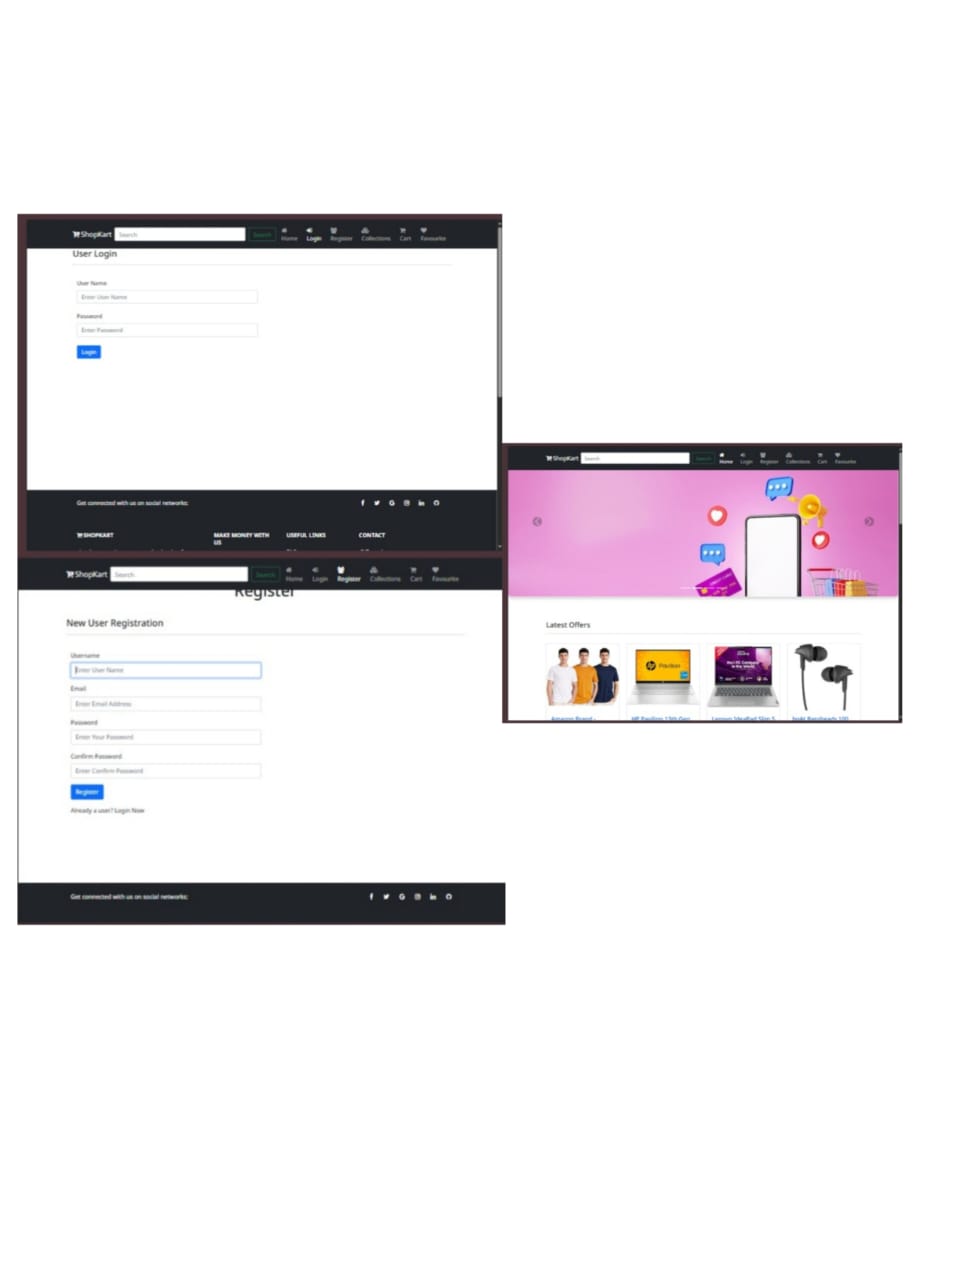 ShopKart Search Search Home Login Register Collections Cart Favourite
User Login
User Name
Enter User Name
Password
Enter Password
Login
Get connected with us on social networks:
SHOPKART MAKE MONEY WITH US USEFUL LINKS CONTACT
ShopKart Search Search Home Login Register Collections Cart Favourite
Register
New User Registration
Username
Enter User Name
Email
Enter Email Address
Password
Enter Your Password
Confirm Password
Enter Confirm Password
Register
Already a user? Login Now
Get connected with us on social networks:
ShopKart Search Search Home Login Register Collections Cart Favourite
CREDIT CARD
Latest Offers
hp Pavilion
Amazon Brand - HP Pavilion 15th Gen Lenovo IdeaPad Slim 5 boAt Bassheads 100